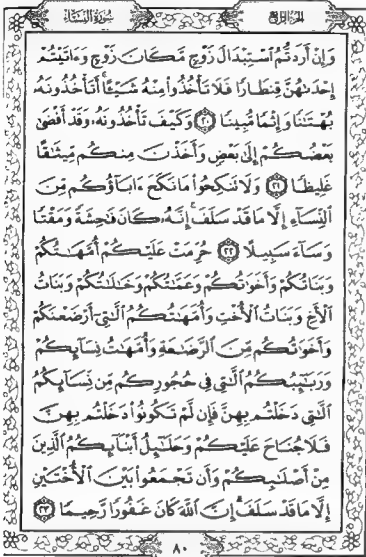 سورة النساء
الجزء الرابع
وَإِنْ أَرَدتُّمُ ٱسْتِبْدَالَ زَوْجٍ مَّكَانَ زَوْجٍ وَءَاتَيْتُمْ
إِحْدَىٰهُنَّ قِنطَارًا فَلَا تَأْخُذُوا۟ مِنْهُ شَيْـًٔا ۚ أَتَأْخُذُونَهُۥ
بُهْتَـٰنًا وَإِثْمًا مُّبِينًا ٢٠ وَكَيْفَ تَأْخُذُونَهُۥ وَقَدْ أَفْضَىٰ
بَعْضُكُمْ إِلَىٰ بَعْضٍ وَأَخَذْنَ مِنكُم مِّيثَـٰقًا
غَلِيظًا ٢١ وَلَا تَنكِحُوا۟ مَا نَكَحَ ءَابَآؤُكُم مِّنَ
ٱلنِّسَآءِ إِلَّا مَا قَدْ سَلَفَ ۚ إِنَّهُۥ كَانَ فَـٰحِشَةً وَمَقْتًا
وَسَآءَ سَبِيلًا ٢٢ حُرِّمَتْ عَلَيْكُمْ أُمَّهَـٰتُكُمْ
وَبَنَاتُكُمْ وَأَخَوَٰتُكُمْ وَعَمَّـٰتُكُمْ وَخَـٰلَـٰتُكُمْ وَبَنَاتُ
ٱلْأَخِ وَبَنَاتُ ٱلْأُخْتِ وَأُمَّهَـٰتُكُمُ ٱلَّـٰتِىٓ أَرْضَعْنَكُمْ
وَأَخَوَٰتُكُم مِّنَ ٱلرَّضَـٰعَةِ وَأُمَّهَـٰتُ نِسَآئِكُمْ
وَرَبَـٰٓئِبُكُمُ ٱلَّـٰتِى فِى حُجُورِكُم مِّن نِّسَآئِكُمُ
ٱلَّـٰتِى دَخَلْتُم بِهِنَّ فَإِن لَّمْ تَكُونُوا۟ دَخَلْتُم بِهِنَّ
فَلَا جُنَاحَ عَلَيْكُمْ وَحَلَـٰٓئِلُ أَبْنَآئِكُمُ ٱلَّذِينَ
مِنْ أَصْلَـٰبِكُمْ وَأَن تَجْمَعُوا۟ بَيْنَ ٱلْأُخْتَيْنِ
إِلَّا مَا قَدْ سَلَفَ ۗ إِنَّ ٱللَّهَ كَانَ غَفُورًا رَّحِيمًا ٢٣
٨٠